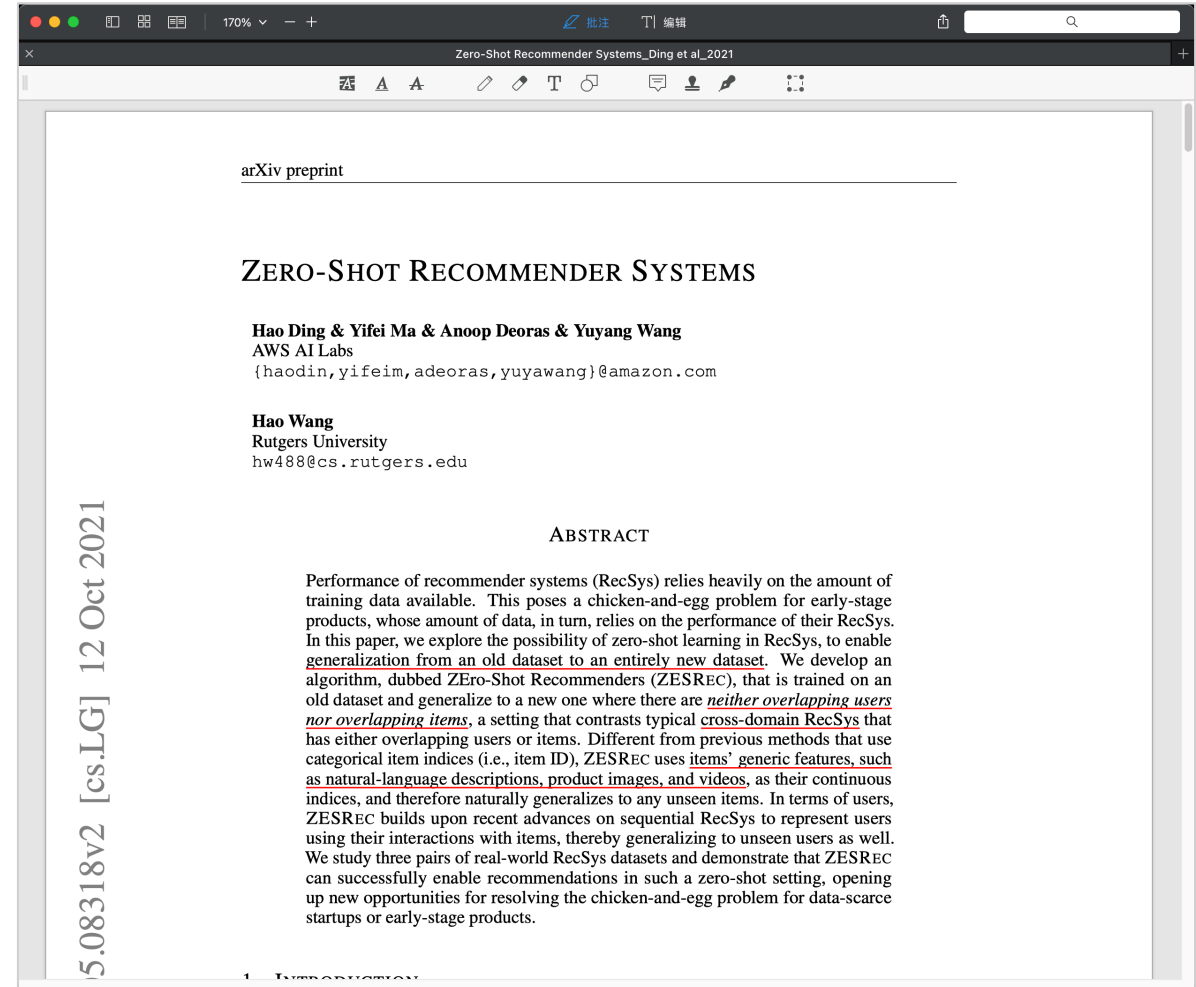 170%
批注
编辑
Zero-Shot Recommender Systems_Ding et al_2021
arXiv preprint
ZERO-SHOT RECOMMENDER SYSTEMS
Hao Ding & Yifei Ma & Anoop Deoras & Yuyang Wang
AWS AI Labs
{haodin,yifeim,adeoras,yuyawang}@amazon.com
Hao Wang
Rutgers University
hw488@cs.rutgers.edu
ABSTRACT
Performance of recommender systems (RecSys) relies heavily on the amount of
training data available. This poses a chicken-and-egg problem for early-stage
products, whose amount of data, in turn, relies on the performance of their RecSys.
In this paper, we explore the possibility of zero-shot learning in RecSys, to enable
generalization from an old dataset to an entirely new dataset. We develop an
algorithm, dubbed ZEro-Shot Recommenders (ZESREC), that is trained on an
old dataset and generalize to a new one where there are neither overlapping users
nor overlapping items, a setting that contrasts typical cross-domain RecSys that
has either overlapping users or items. Different from previous methods that use
categorical item indices (i.e., item ID), ZESREC uses items' generic features, such
as natural-language descriptions, product images, and videos, as their continuous
indices, and therefore naturally generalizes to any unseen items. In terms of users,
ZESREC builds upon recent advances on sequential RecSys to represent users
using their interactions with items, thereby generalizing to unseen users as well.
We study three pairs of real-world RecSys datasets and demonstrate that ZESREC
can successfully enable recommendations in such a zero-shot setting, opening
up new opportunities for resolving the chicken-and-egg problem for data-scarce
startups or early-stage products.
1 INTRODUCTION
5.08318v2 [cs.LG] 12 Oct 2021